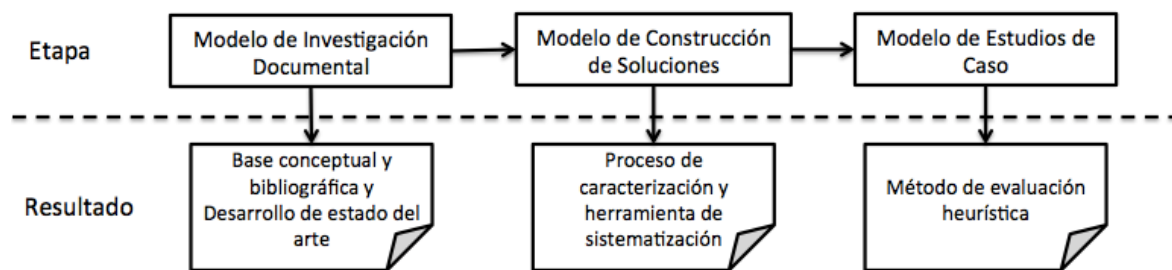 Etapa
Modelo de Investigación
Documental
Modelo de Construcción
de Soluciones
Modelo de Estudios de
Caso
Resultado
Base conceptual y
bibliográfica y
Desarrollo de estado del
arte
Proceso de
caracterización y
herramienta de
sistematización
Método de evaluación
heurística